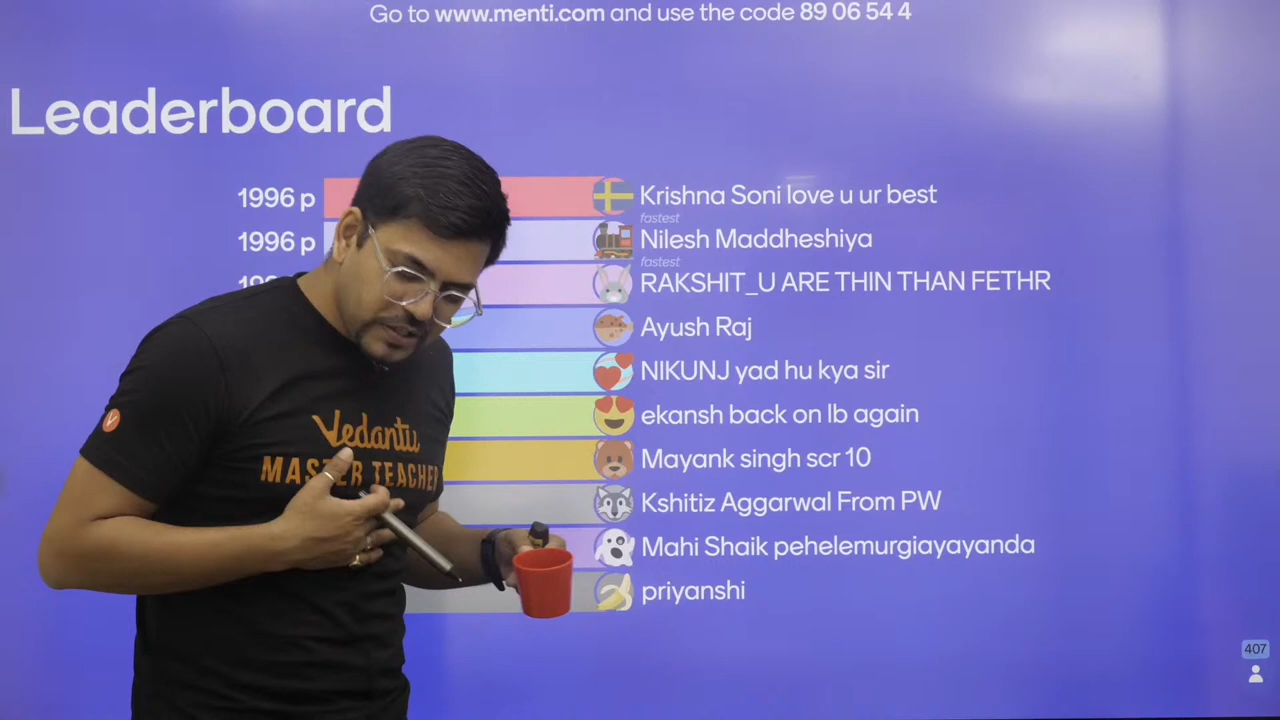 Go to www.menti.com and use the code 89 06 54 4
Leaderboard
1996 p Krishna Soni love u ur best
fastest
1996 p Nilesh Maddheshiya
fastest
RAKSHIT_U ARE THIN THAN FETHR
Ayush Raj
NIKUNJ yad hu kya sir
ekansh back on lb again
Mayank singh scr 10
Kshitiz Aggarwal From PW
Mahi Shaik pehelemurgiayayanda
priyanshi
Vedantu
MASTER TEACHER
V
407